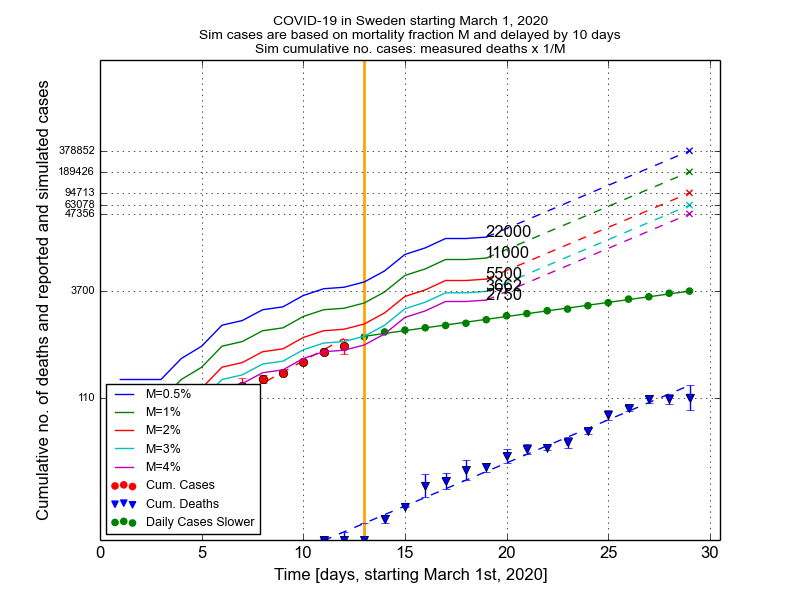 COVID-19 in Sweden starting March 1, 2020
Sim cases are based on mortality fraction M and delayed by 10 days
Sim cumulative no. cases: measured deaths x 1/M
Cumulative no. of deaths and reported and simulated cases
378852
189426
94713
63078
47356
3700
110
22000
11000
5500
3662
2750
M=0.5%
M=1%
M=2%
M=3%
M=4%
Cum. Cases
Cum. Deaths
Daily Cases Slower
0 5 10 15 20 25 30
Time [days, starting March 1st, 2020]